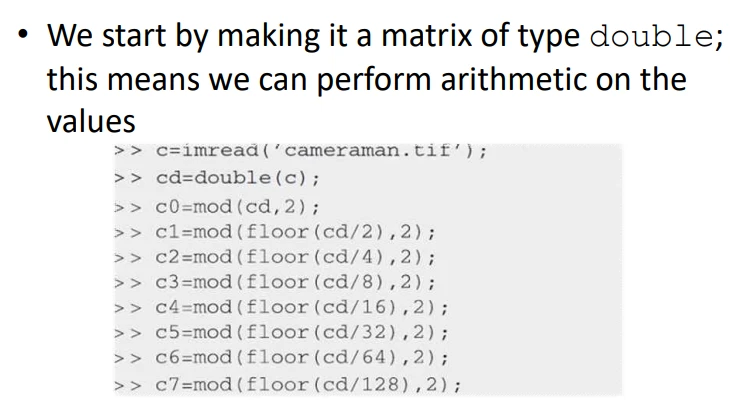 • We start by making it a matrix of type double;
this means we can perform arithmetic on the
values
>> c=imread('cameraman.tif');
>> cd=double(c);
>> c0=mod(cd,2);
>> c1=mod(floor(cd/2),2);
>> c2=mod(floor(cd/4),2);
>> c3=mod(floor(cd/8),2);
>> c4=mod(floor(cd/16),2);
>> c5=mod(floor(cd/32),2);
>> c6=mod(floor(cd/64),2);
>> c7=mod(floor(cd/128),2);